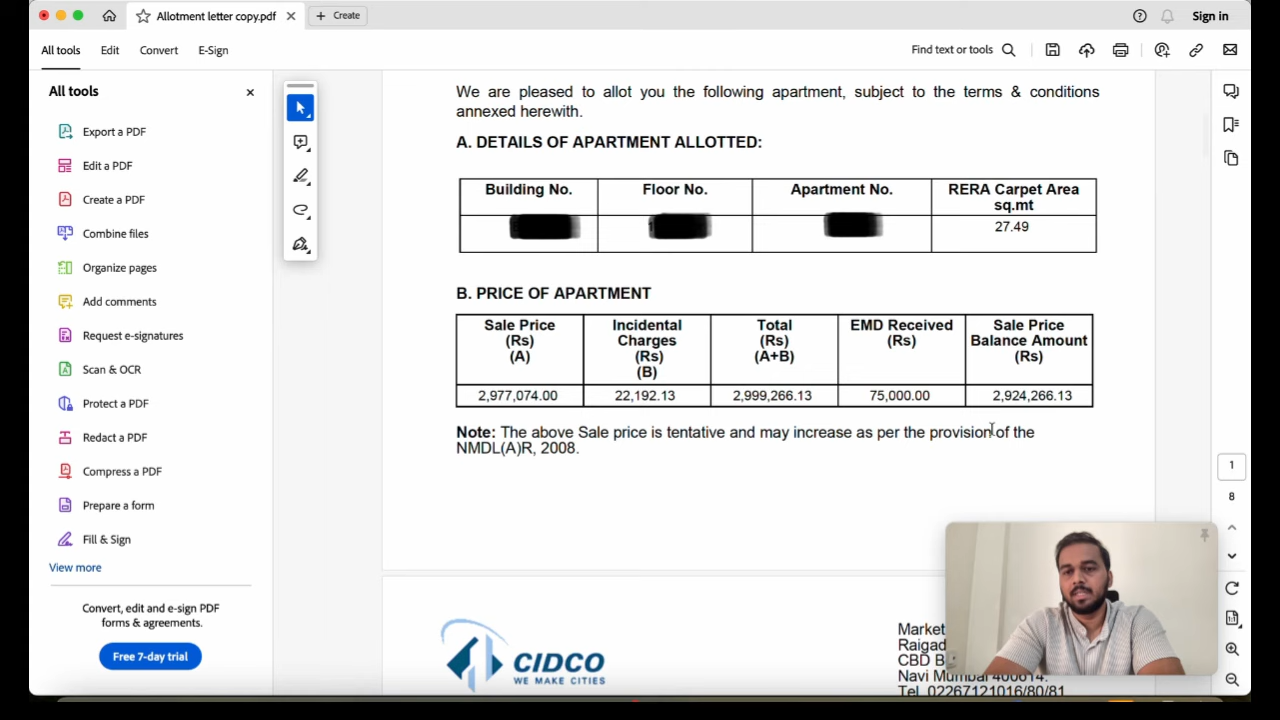 Allotment letter copy.pdf
Create
Sign in
All tools
Edit
Convert
E-Sign
Find text or tools
All tools
Export a PDF
Edit a PDF
Create a PDF
Combine files
Organize pages
Add comments
Request e-signatures
Scan & OCR
Protect a PDF
Redact a PDF
Compress a PDF
Prepare a form
Fill & Sign
View more
Convert, edit and e-sign PDF
forms & agreements.
Free 7-day trial
We are pleased to allot you the following apartment, subject to the terms & conditions
annexed herewith.
A. DETAILS OF APARTMENT ALLOTTED:
Building No.
Floor No.
Apartment No.
RERA Carpet Area
sq.mt
27.49
B. PRICE OF APARTMENT
Sale Price
(Rs)
(A)
Incidental
Charges
(Rs)
(B)
Total
(Rs)
(A+B)
EMD Received
(Rs)
Sale Price
Balance Amount
(Rs)
2,977,074.00
22,192.13
2,999,266.13
75,000.00
2,924,266.13
Note: The above Sale price is tentative and may increase as per the provision of the
NMDL(A)R, 2008.
CIDCO
WE MAKE CITIES
Market
Raigad
CBD B
Navi Mumbai 400614.
Tel. 02267121016/80/81
1
8